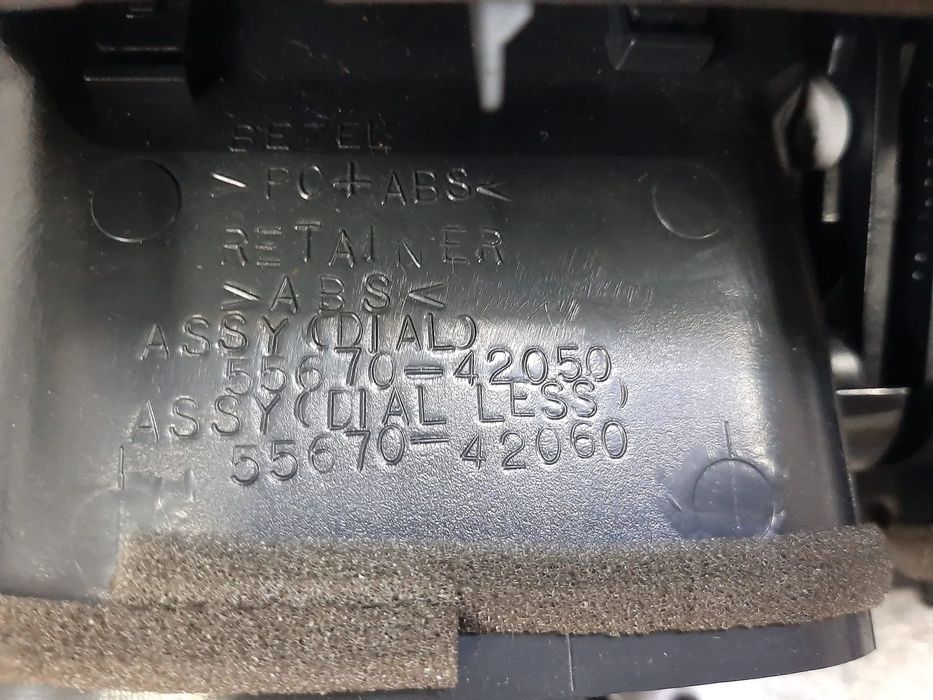 BEZEL
>PC+ABS<
RETAINER
>ABS<
ASSY(DIAL)
55670-42050
ASSY(DIAL LESS)
55670-42060